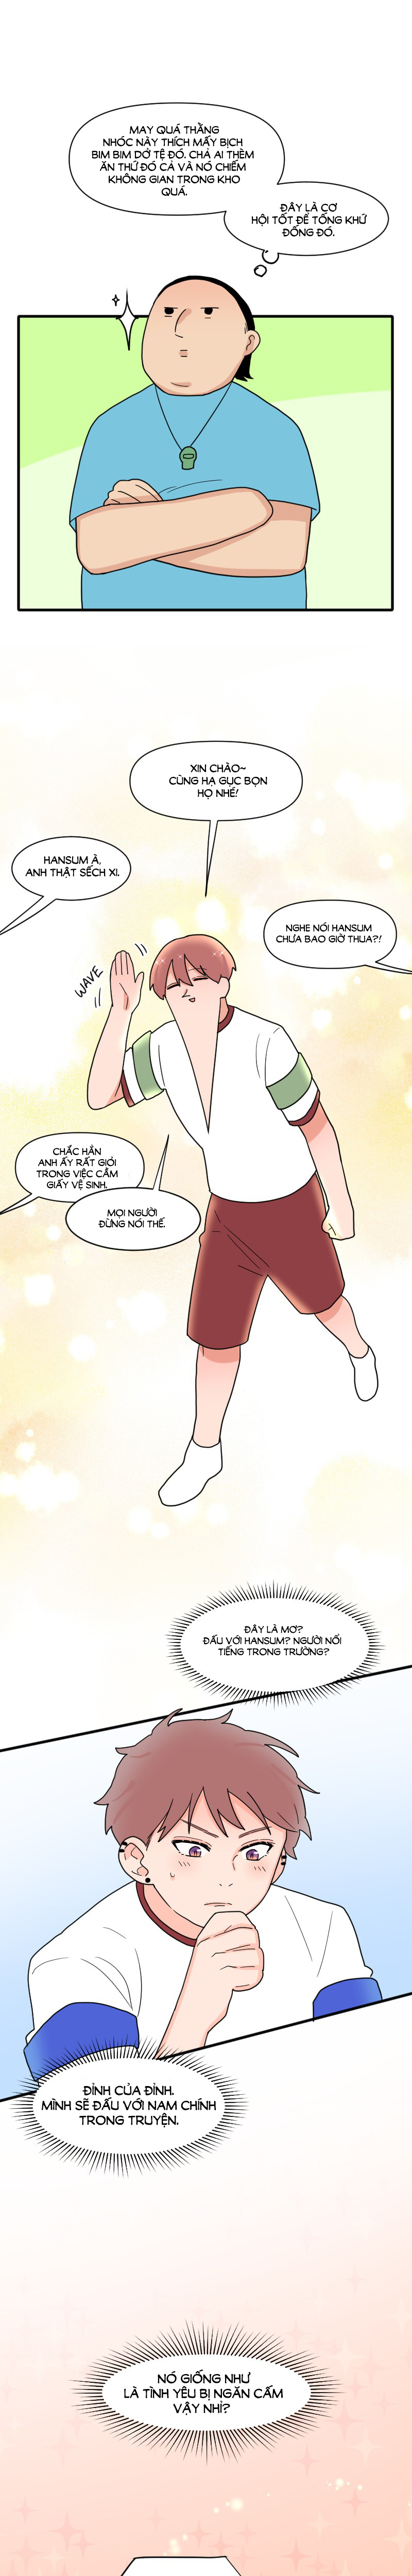 MAY QUÁ THẰNG
NHÓC NÀY THÍCH MẤY BỊCH
BIM BIM DỞ TỆ ĐÓ. CHẢ AI THÈM
ĂN THỨ ĐÓ CẢ VÀ NÓ CHIẾM
KHÔNG GIAN TRONG KHO
QUÁ.
ĐÂY LÀ CƠ
HỘI TỐT ĐỂ TỐNG KHỨ
ĐỐNG ĐÓ.
XIN CHÀO~
CÙNG HẠ GỤC BỌN
HỌ NHÉ!
HANSUM À,
ANH THẬT SẾCH XI.
NGHE NÓI HANSUM
CHƯA BAO GIỜ THUA?!
WAVE
CHẮC HẲN
ANH ẤY RẤT GIỎI
TRONG VIỆC CẦM
GIẤY VỆ SINH.
MỌI NGƯỜI
ĐỪNG NÓI THẾ.
ĐÂY LÀ MƠ?
ĐẤU VỚI HANSUM? NGƯỜI NỔI
TIẾNG TRONG TRƯỜNG?
ĐỈNH CỦA ĐỈNH.
MÌNH SẼ ĐẤU VỚI NAM CHÍNH
TRONG TRUYỆN.
NÓ GIỐNG NHƯ
LÀ TÌNH YÊU BỊ NGĂN CẤM
VẬY NHỈ?